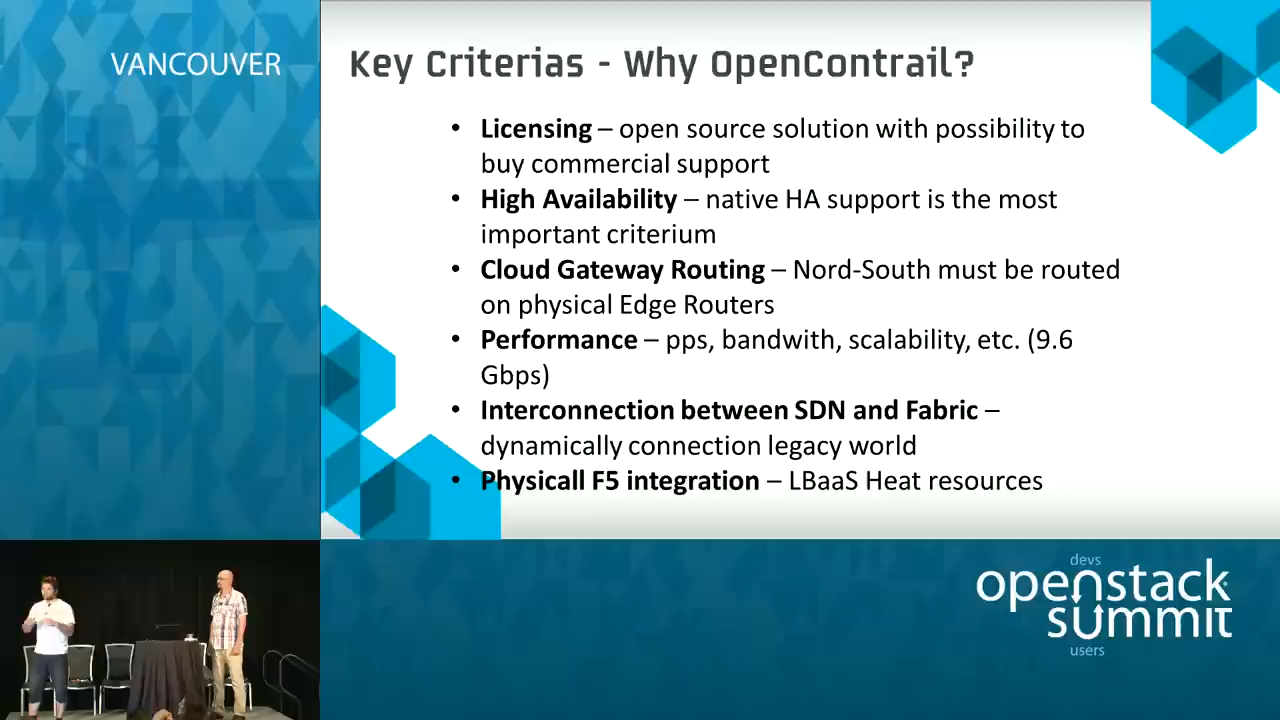 VANCOUVER
Key Criterias - Why OpenContrail?
• Licensing – open source solution with possibility to
buy commercial support
• High Availability – native HA support is the most
important criterium
• Cloud Gateway Routing – Nord-South must be routed
on physical Edge Routers
• Performance – pps, bandwith, scalability, etc. (9.6
Gbps)
• Interconnection between SDN and Fabric –
dynamically connection legacy world
• Physicall F5 integration – LBaaS Heat resources
devs
openstack
summit
users